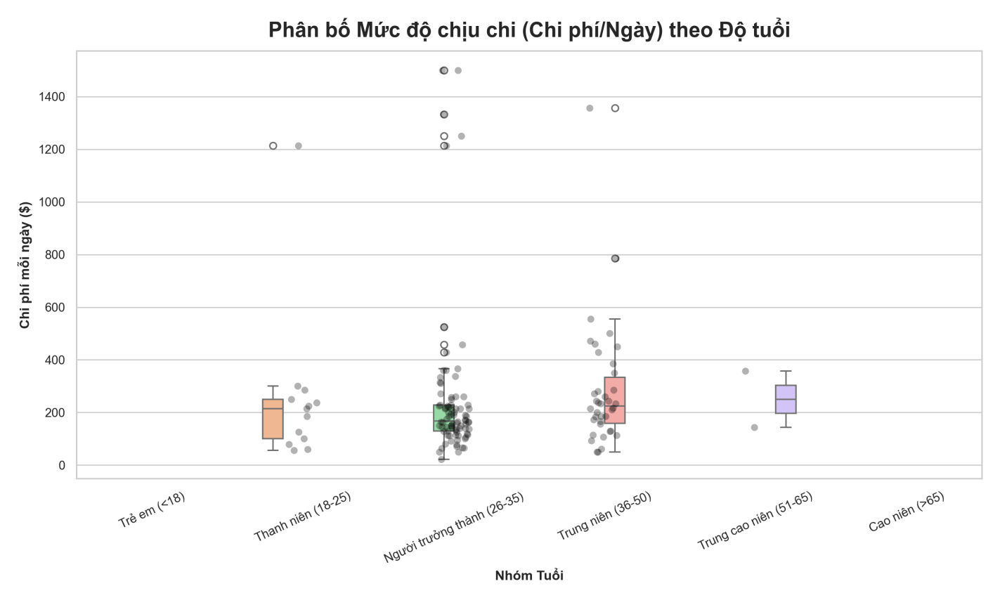 Phân bố Mức độ chịu chi (Chi phí/Ngày) theo Độ tuổi
Chi phí mỗi ngày ($)
1400
1200
1000
800
600
400
200
0
Trẻ em (<18)
Thanh niên (18-25)
Người trưởng thành (26-35)
Trung niên (36-50)
Trung cao niên (51-65)
Cao niên (>65)
Nhóm Tuổi